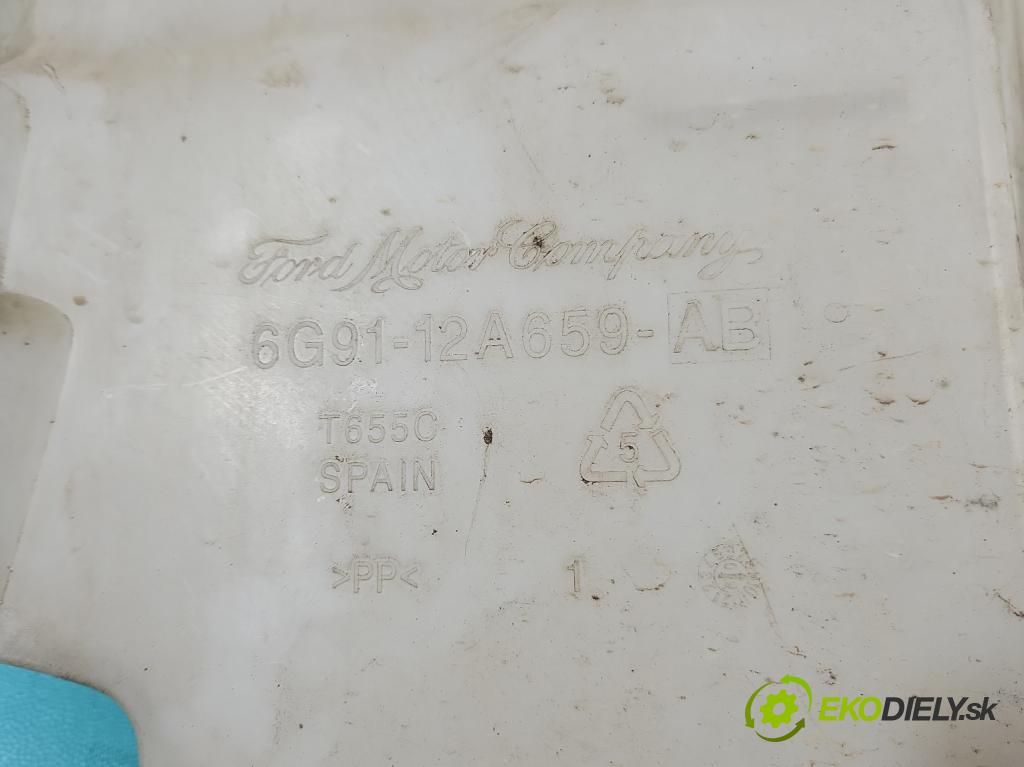 Ford Motor Company
6G91-12A659-AB
T655C
SPAIN
5
>PP<
1
EKODIELY.sk